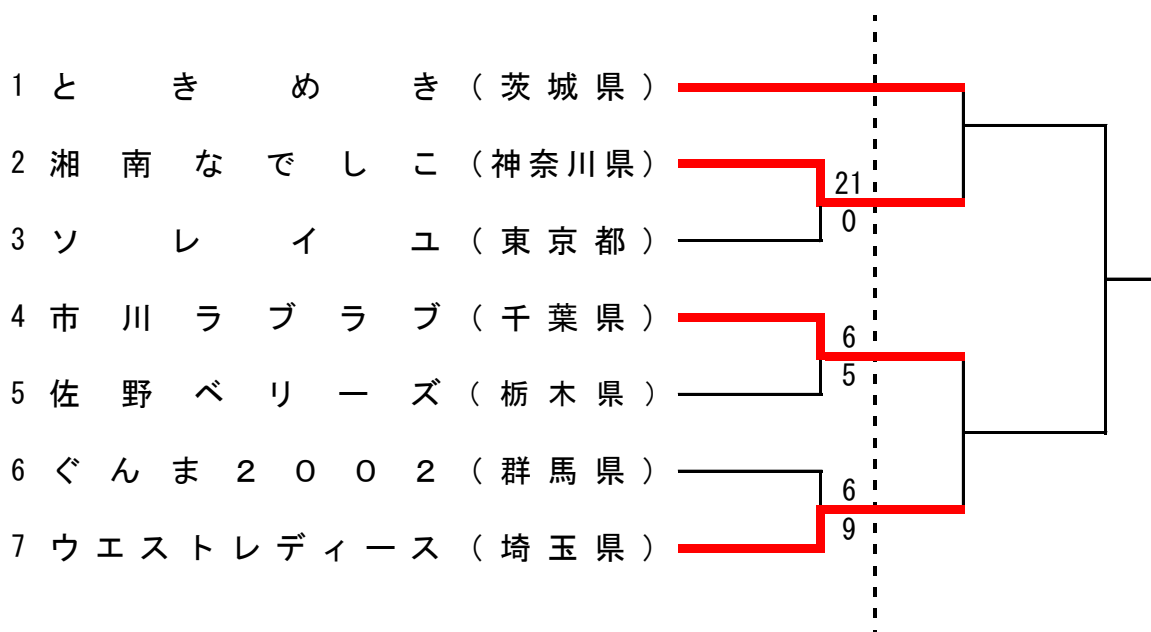 1 ときめき(茨城県)
2 湘南なでしこ(神奈川県)
21
3 ソレイユ(東京都)
0
4 市川ラブラブ(千葉県)
6
5 佐野ベリーズ(栃木県)
5
6 ぐんま２００２(群馬県)
6
7 ウエストレディース(埼玉県)
9